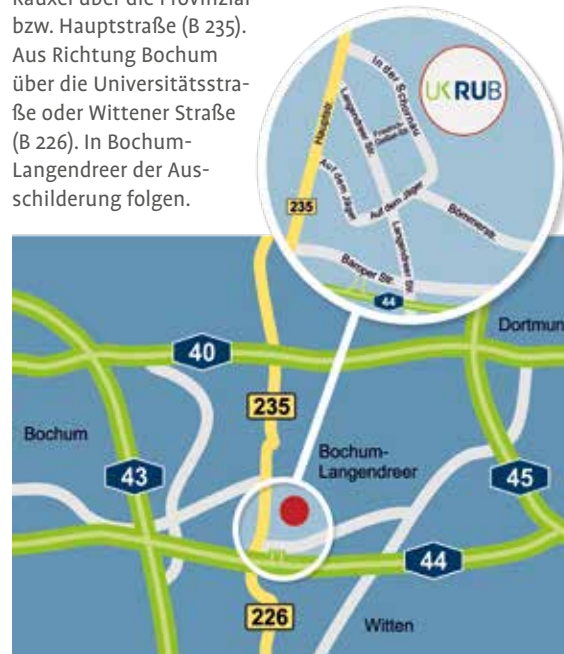 Rauxel über die Provinzial-
bzw. Hauptstraße (B 235).
Aus Richtung Bochum
über die Universitätsstra-
ße oder Wittener Straße
(B 226). In Bochum-
Langendreer der Aus-
schilderung folgen.
UK RUB
In der Schornau
Hauptstr.
Langendreer Str.
Auf dem Jäger
Auf dem Jäger
235
Bömmerstr.
Langendreer Str.
Bamper Str.
44
Dortmun
40
235
Bochum
Bochum-
Langendreer
43
45
44
226
Witten